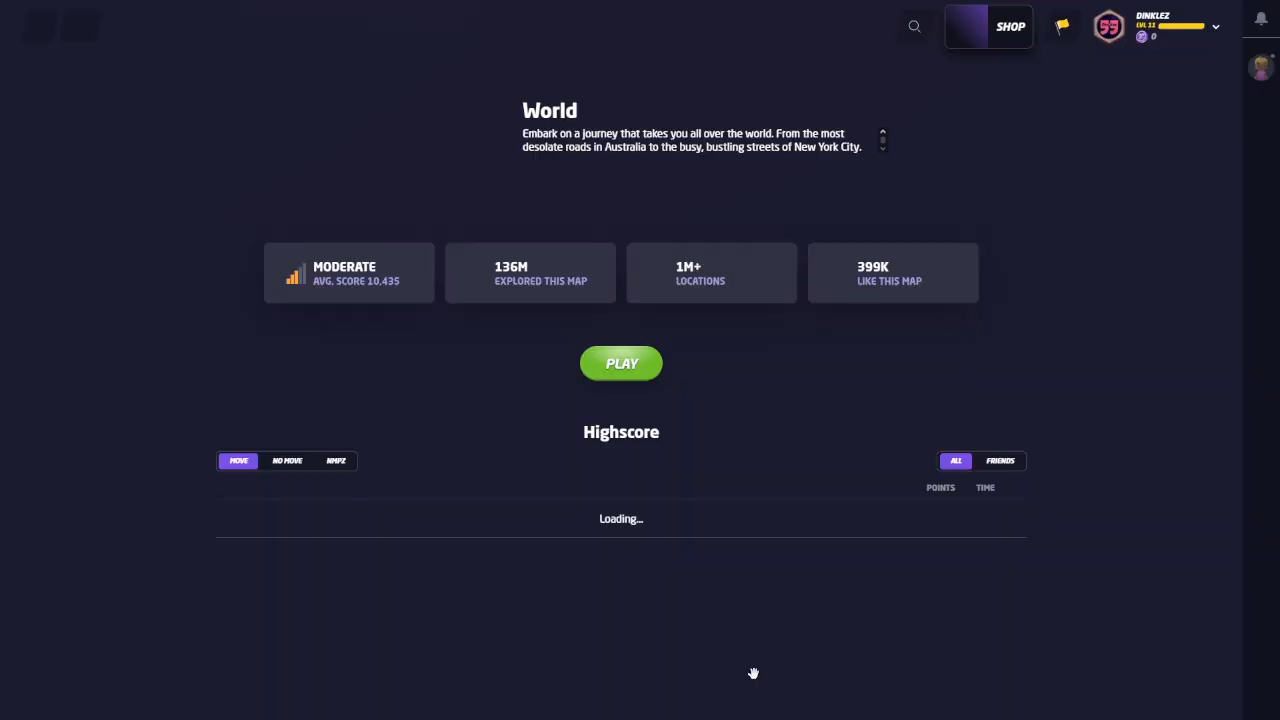 SHOP
DINKLEZ
LVL 11
0
World
Embark on a journey that takes you all over the world. From the most
desolate roads in Australia to the busy, bustling streets of New York City.
MODERATE
AVG. SCORE 10,435
136M
EXPLORED THIS MAP
1M+
LOCATIONS
399K
LIKE THIS MAP
PLAY
Highscore
MOVE NO MOVE NMPZ
ALL FRIENDS
POINTS TIME
Loading...